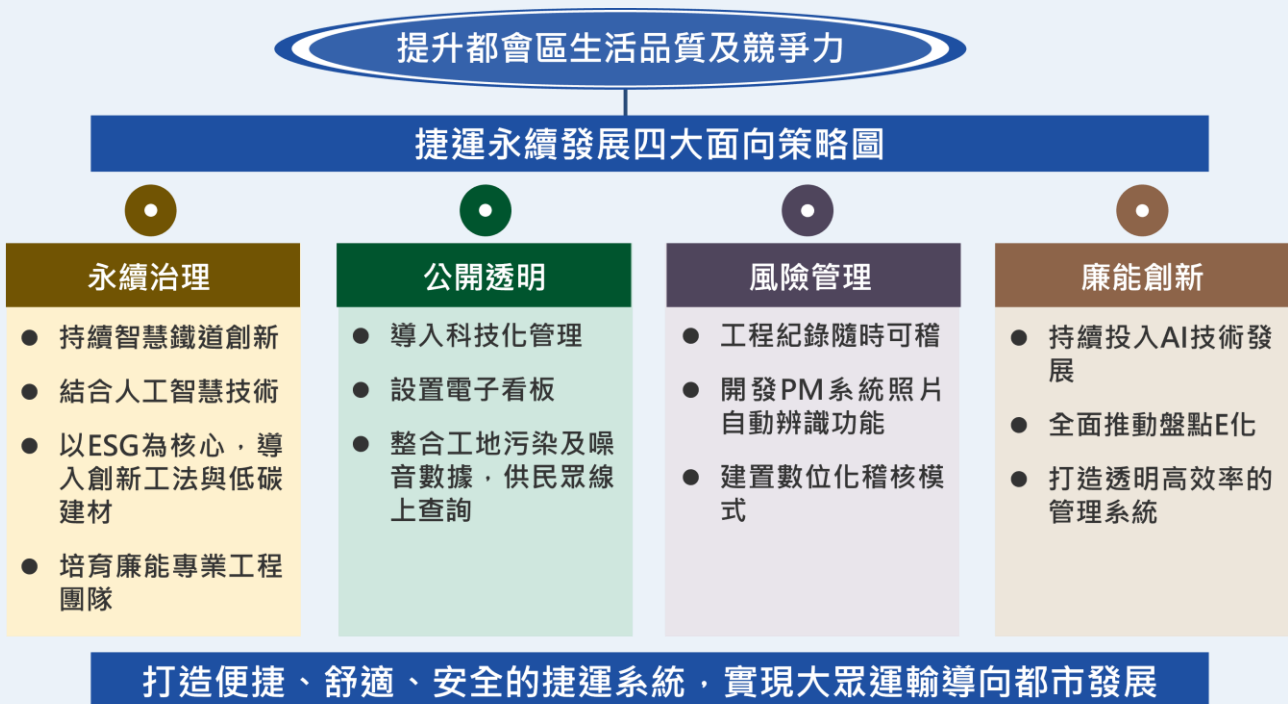 提升都會區生活品質及競爭力
捷運永續發展四大面向策略圖
永續治理
● 持續智慧鐵道創新
● 結合人工智慧技術
● 以ESG為核心，導
入創新工法與低碳
建材
● 培育廉能專業工程
團隊
公開透明
● 導入科技化管理
● 設置電子看板
● 整合工地污染及噪
音數據，供民眾線
上查詢
風險管理
● 工程紀錄隨時可稽
● 開發PM系統照片
自動辨識功能
● 建置數位化稽核模
式
廉能創新
● 持續投入AI技術發
展
● 全面推動盤點E化
● 打造透明高效率的
管理系統
打造便捷、舒適、安全的捷運系統，實現大眾運輸導向都市發展